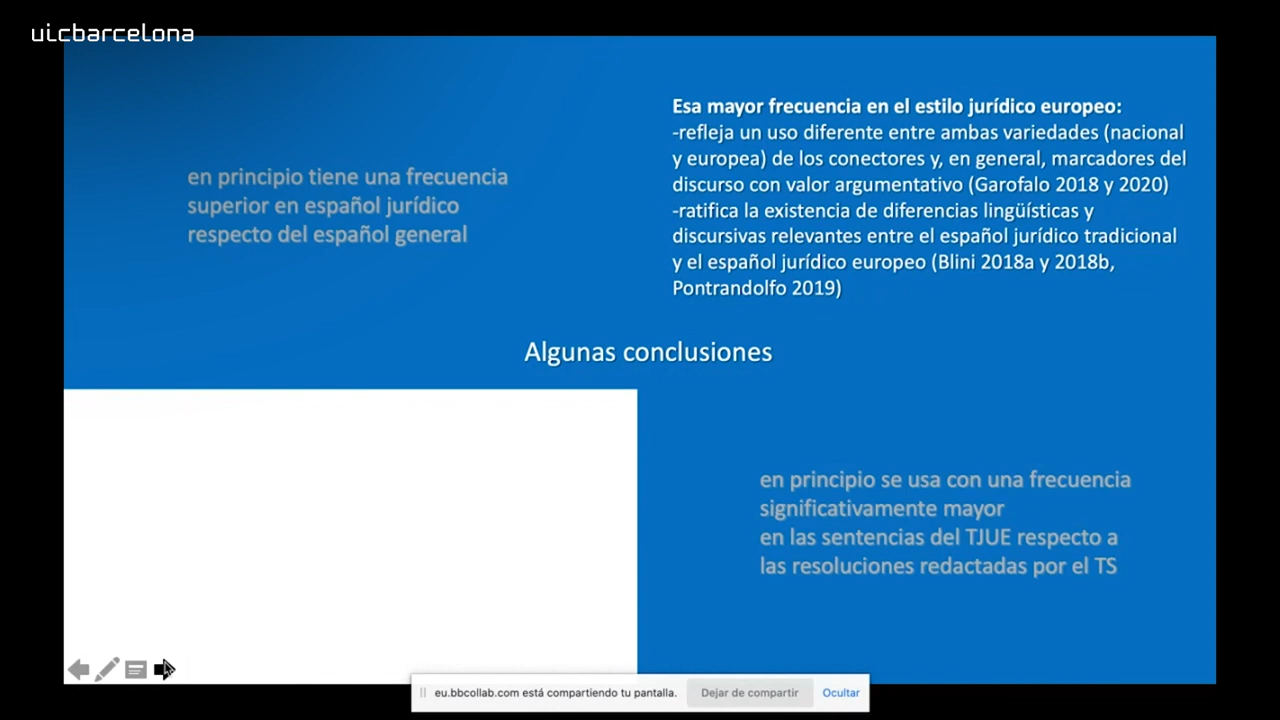 uicbarcelona
en principio tiene una frecuencia
superior en español jurídico
respecto del español general
Esa mayor frecuencia en el estilo jurídico europeo:
-refleja un uso diferente entre ambas variedades (nacional
y europea) de los conectores y, en general, marcadores del
discurso con valor argumentativo (Garofalo 2018 y 2020)
-ratifica la existencia de diferencias lingüísticas y
discursivas relevantes entre el español jurídico tradicional
y el español jurídico europeo (Blini 2018a y 2018b,
Pontrandolfo 2019)
Algunas conclusiones
en principio se usa con una frecuencia
significativamente mayor
en las sentencias del TJUE respecto a
las resoluciones redactadas por el TS
eu.bbcollab.com está compartiendo tu pantalla.
Dejar de compartir
Ocultar